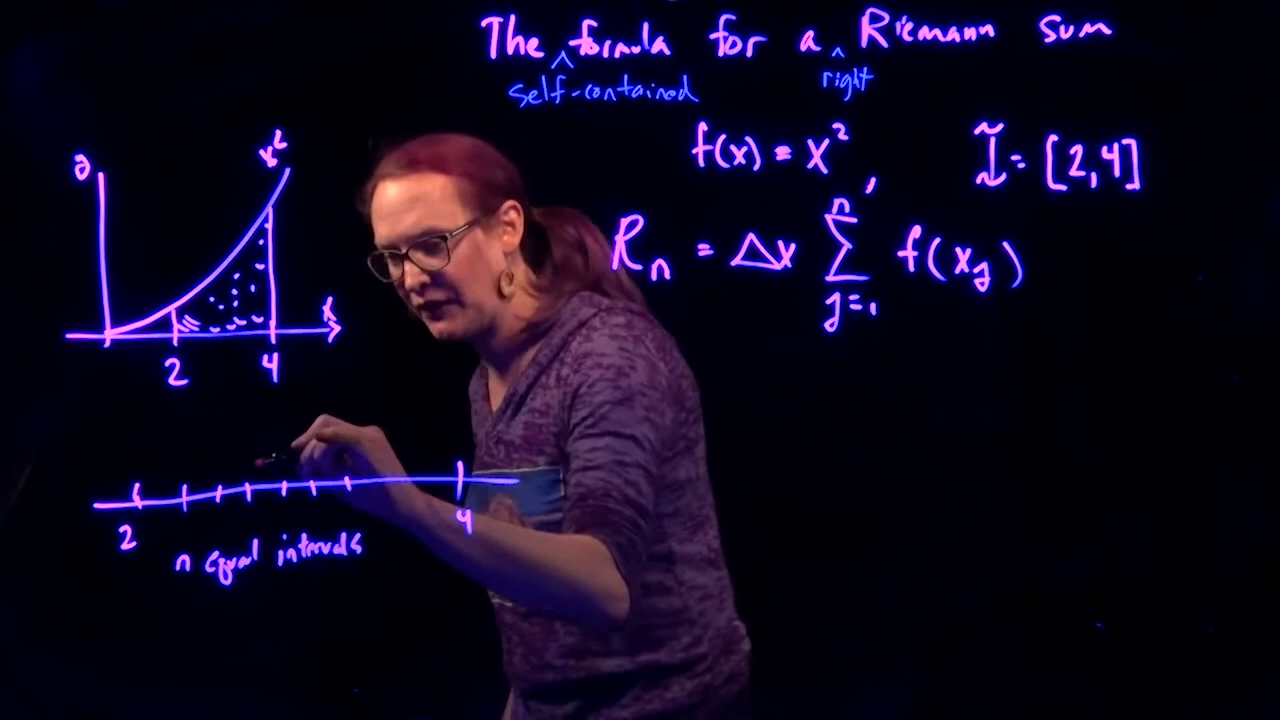 The formula for a Riemann sum
self-contained right
f(x) = x² , I = [2,4]
Rₙ = Δx Σ f(xⱼ)
n
j=1
x²
x
2 4
2 4
n equal intervals